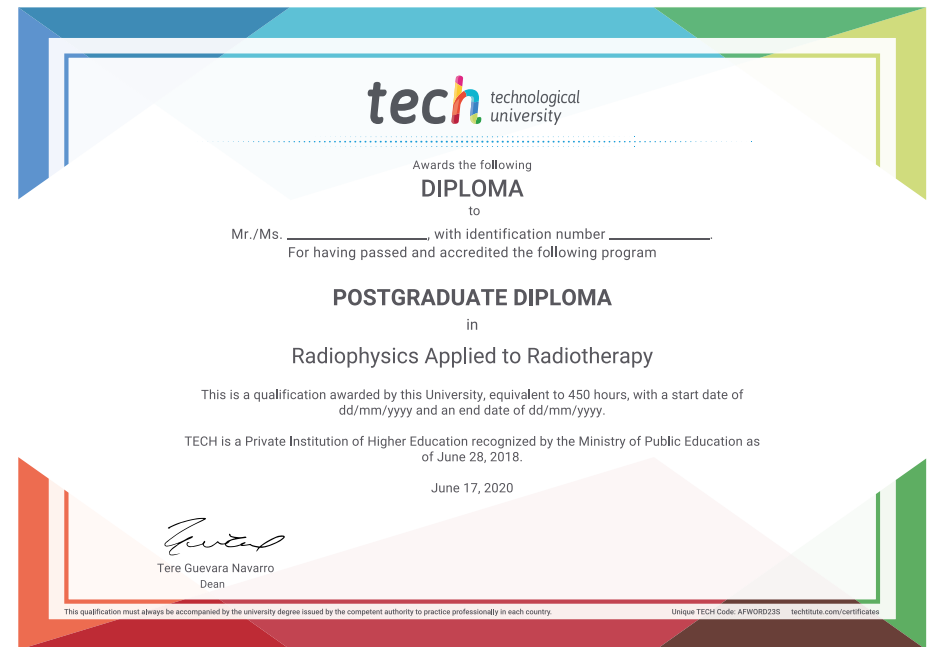 tech technological
university
Awards the following
DIPLOMA
to
Mr./Ms. ____________________, with identification number ______________.
For having passed and accredited the following program
POSTGRADUATE DIPLOMA
in
Radiophysics Applied to Radiotherapy
This is a qualification awarded by this University, equivalent to 450 hours, with a start date of
dd/mm/yyyy and an end date of dd/mm/yyyy.
TECH is a Private Institution of Higher Education recognized by the Ministry of Public Education as
of June 28, 2018.
June 17, 2020
Tere Guevara Navarro
Dean
This qualification must always be accompanied by the university degree issued by the competent authority to practice professionally in each country.
Unique TECH Code: AFWORD23S techtitute.com/certificates